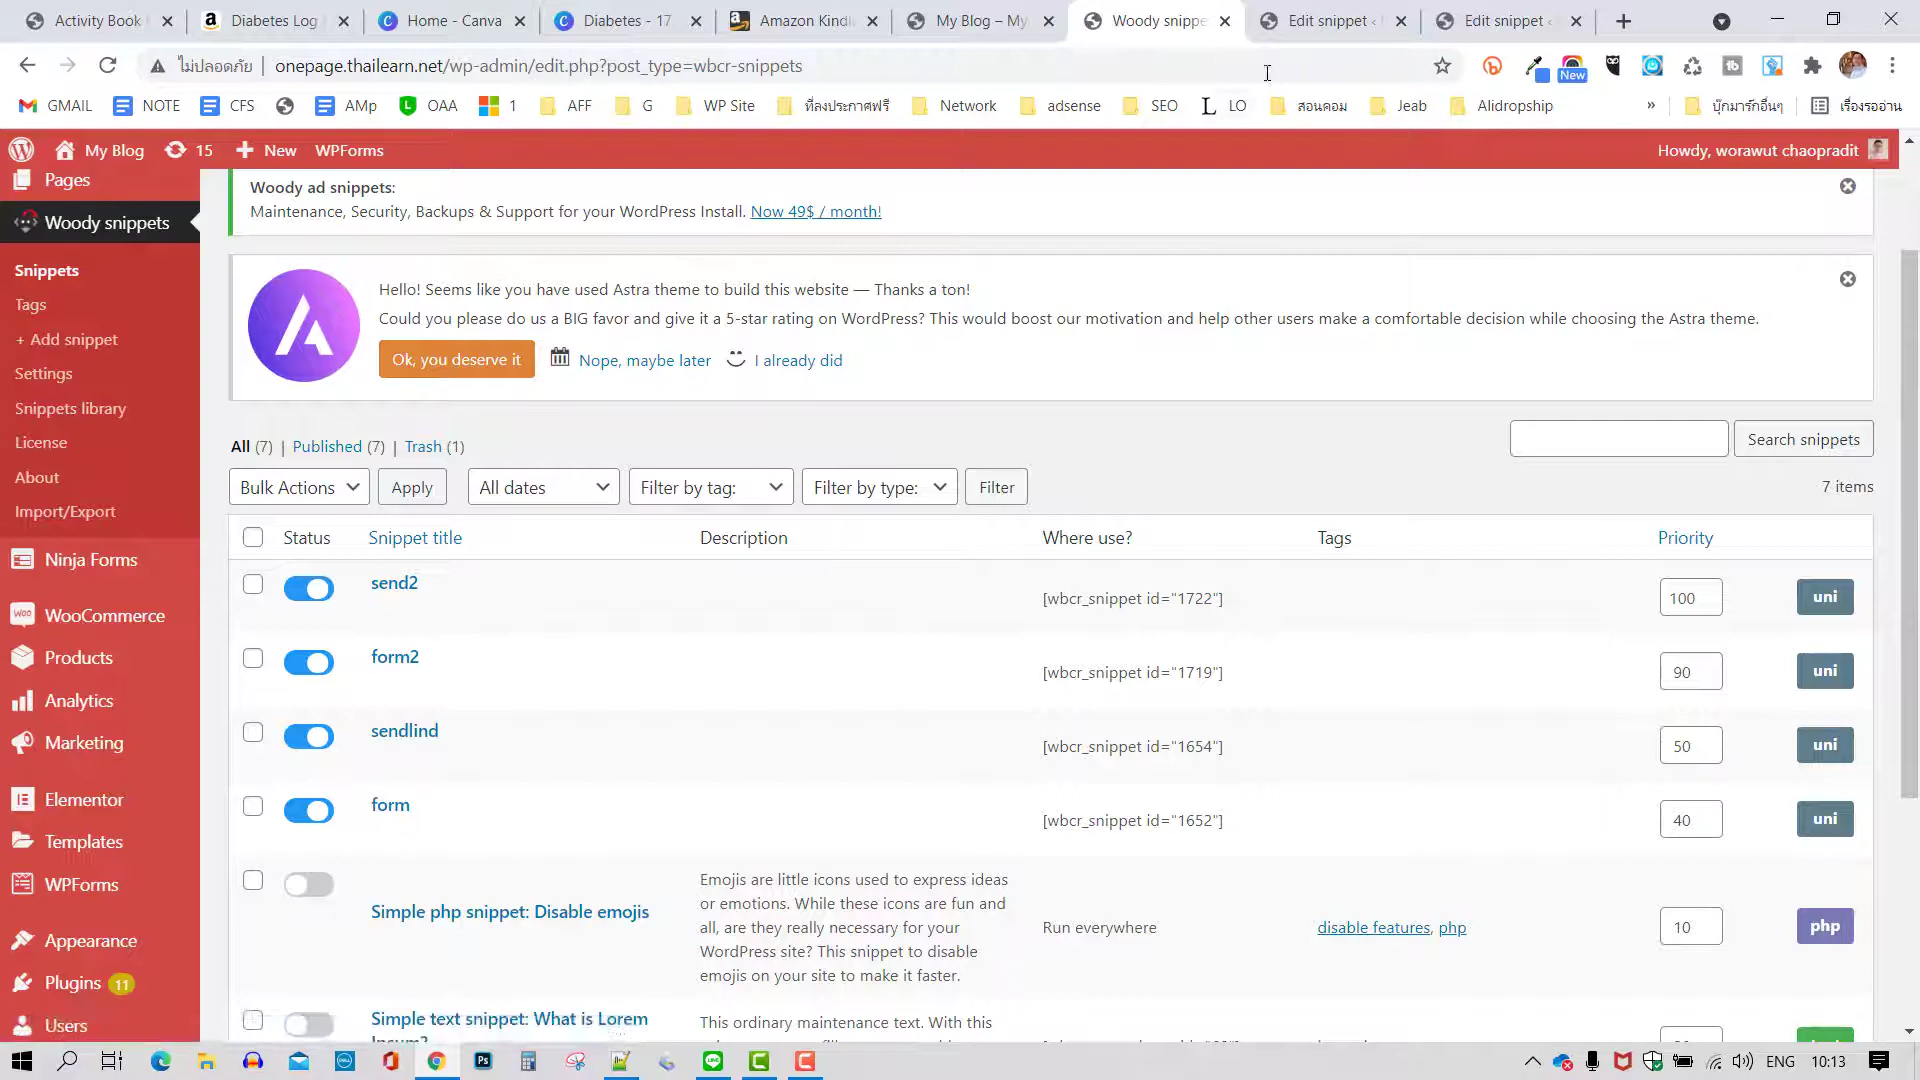 Activity Book
Diabetes Log
Home - Canva
Diabetes - 17
Amazon Kindl
My Blog – My
Woody snippe
Edit snippet ‹
Edit snippet ‹
ไม่ปลอดภัย
onepage.thailearn.net/wp-admin/edit.php?post_type=wbcr-snippets
New
GMAIL
NOTE
CFS
AMp
OAA
1
AFF
G
WP Site
ที่ลงประกาศฟรี
Network
adsense
SEO
LO
สอนคอม
Jeab
Alidropship
»
บุ๊กมาร์กอื่นๆ
เรื่องรออ่าน
My Blog
15
New
WPForms
Howdy, worawut chaopradit
Pages
Woody snippets
Snippets
Tags
+ Add snippet
Settings
Snippets library
License
About
Import/Export
Ninja Forms
WooCommerce
Products
Analytics
Marketing
Elementor
Templates
WPForms
Appearance
Plugins 11
Users
Woody ad snippets:
Maintenance, Security, Backups & Support for your WordPress Install. Now 49$ / month!
Hello! Seems like you have used Astra theme to build this website — Thanks a ton!
Could you please do us a BIG favor and give it a 5-star rating on WordPress? This would boost our motivation and help other users make a comfortable decision while choosing the Astra theme.
Ok, you deserve it
Nope, maybe later
I already did
All (7) | Published (7) | Trash (1)
Search snippets
Bulk Actions
Apply
All dates
Filter by tag:
Filter by type:
Filter
7 items
Status
Snippet title
Description
Where use?
Tags
Priority
send2
[wbcr_snippet id="1722"]
100
uni
form2
[wbcr_snippet id="1719"]
90
uni
sendlind
[wbcr_snippet id="1654"]
50
uni
form
[wbcr_snippet id="1652"]
40
uni
Simple php snippet: Disable emojis
Emojis are little icons used to express ideas
or emotions. While these icons are fun and
all, are they really necessary for your
WordPress site? This snippet to disable
emojis on your site to make it faster.
Run everywhere
disable features, php
10
php
Simple text snippet: What is Lorem
This ordinary maintenance text. With this
ENG
10:13